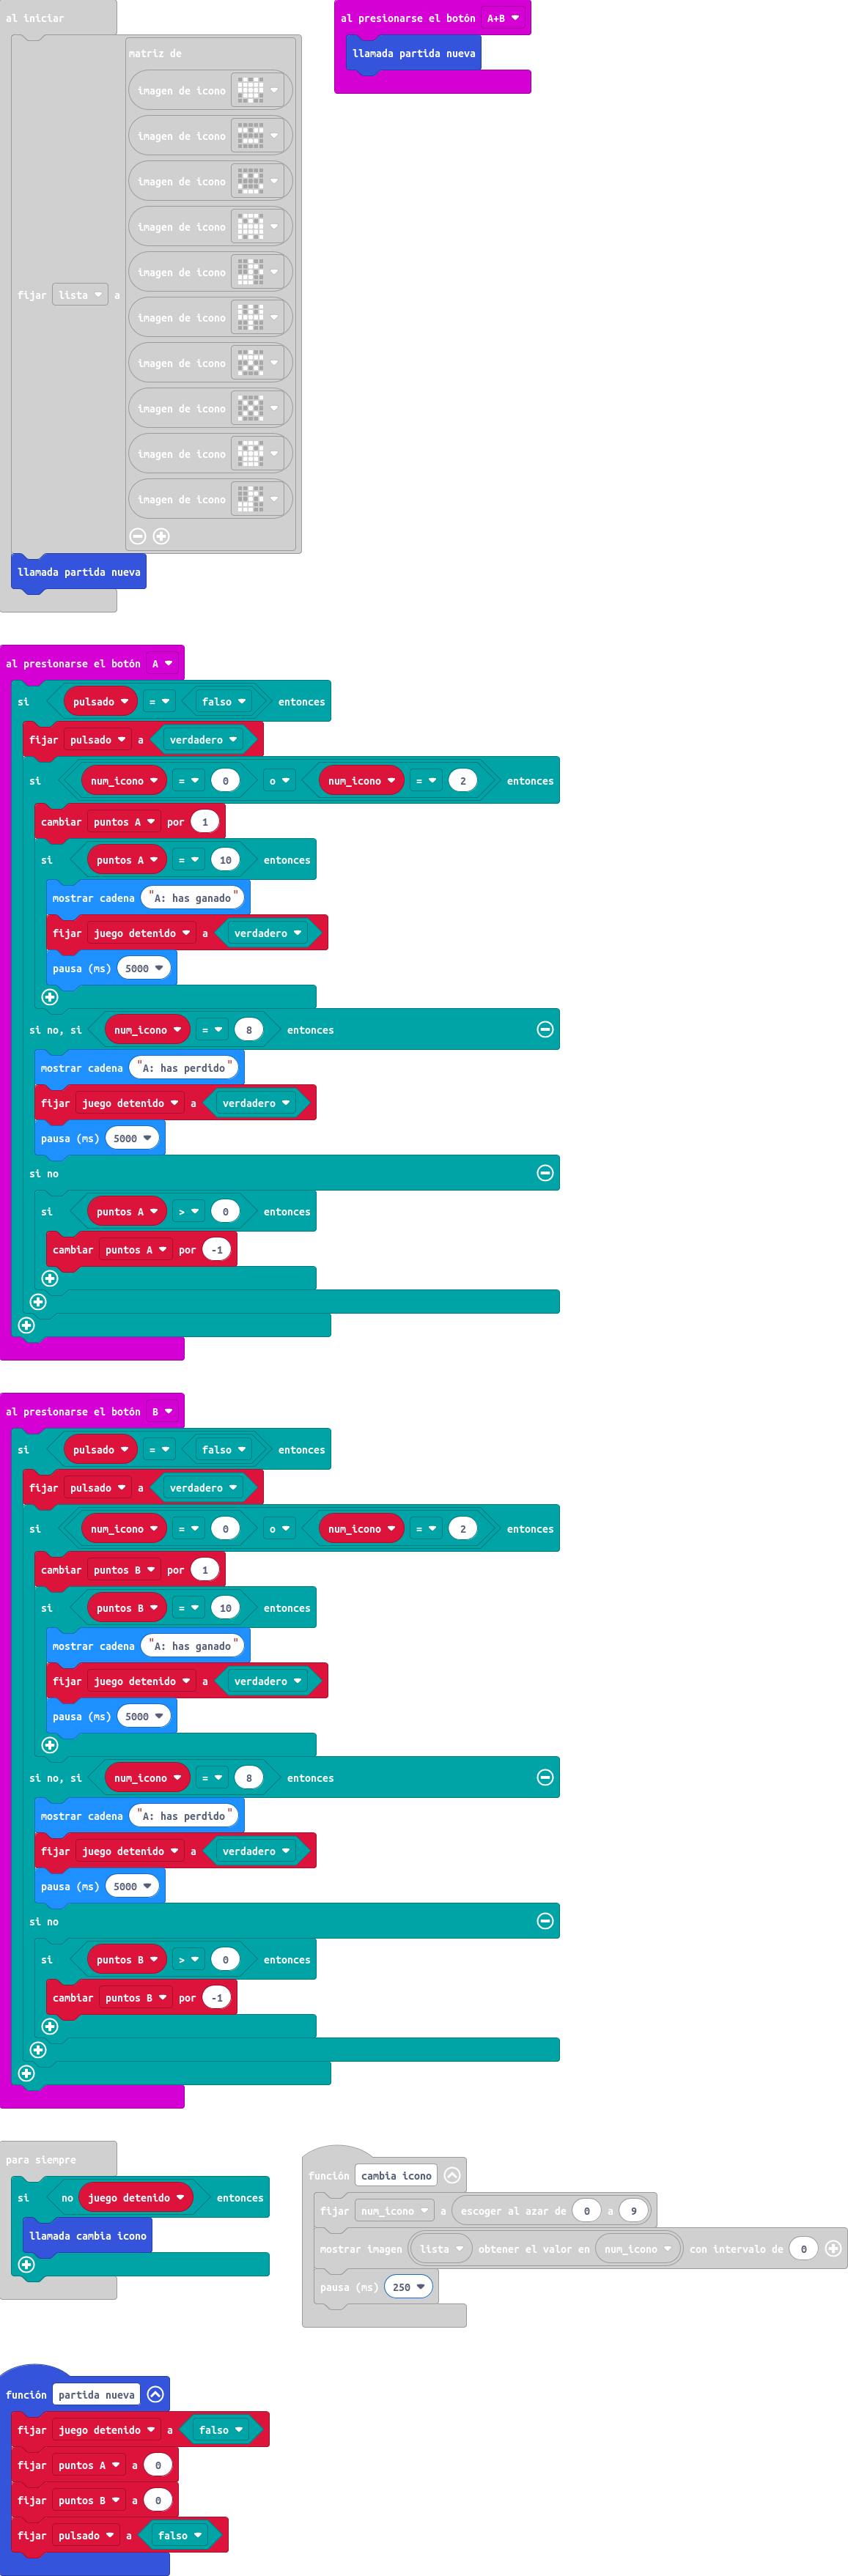 al iniciar
fijar lista a matriz de
imagen de icono
imagen de icono
imagen de icono
imagen de icono
imagen de icono
imagen de icono
imagen de icono
imagen de icono
imagen de icono
imagen de icono
llamada partida nueva
al presionarse el botón A+B
llamada partida nueva
al presionarse el botón A
si pulsado = falso entonces
fijar pulsado a verdadero
si num_icono = 0 o num_icono = 2 entonces
cambiar puntos A por 1
si puntos A = 10 entonces
mostrar cadena "A: has ganado"
fijar juego detenido a verdadero
pausa (ms) 5000
si no, si num_icono = 8 entonces
mostrar cadena "A: has perdido"
fijar juego detenido a verdadero
pausa (ms) 5000
si no
si puntos A > 0 entonces
cambiar puntos A por -1
al presionarse el botón B
si pulsado = falso entonces
fijar pulsado a verdadero
si num_icono = 0 o num_icono = 2 entonces
cambiar puntos B por 1
si puntos B = 10 entonces
mostrar cadena "A: has ganado"
fijar juego detenido a verdadero
pausa (ms) 5000
si no, si num_icono = 8 entonces
mostrar cadena "A: has perdido"
fijar juego detenido a verdadero
pausa (ms) 5000
si no
si puntos B > 0 entonces
cambiar puntos B por -1
para siempre
si no juego detenido entonces
llamada cambia icono
función cambia icono
fijar num_icono a escoger al azar de 0 a 9
mostrar imagen lista obtener el valor en num_icono con intervalo de 0
pausa (ms) 250
función partida nueva
fijar juego detenido a falso
fijar puntos A a 0
fijar puntos B a 0
fijar pulsado a falso